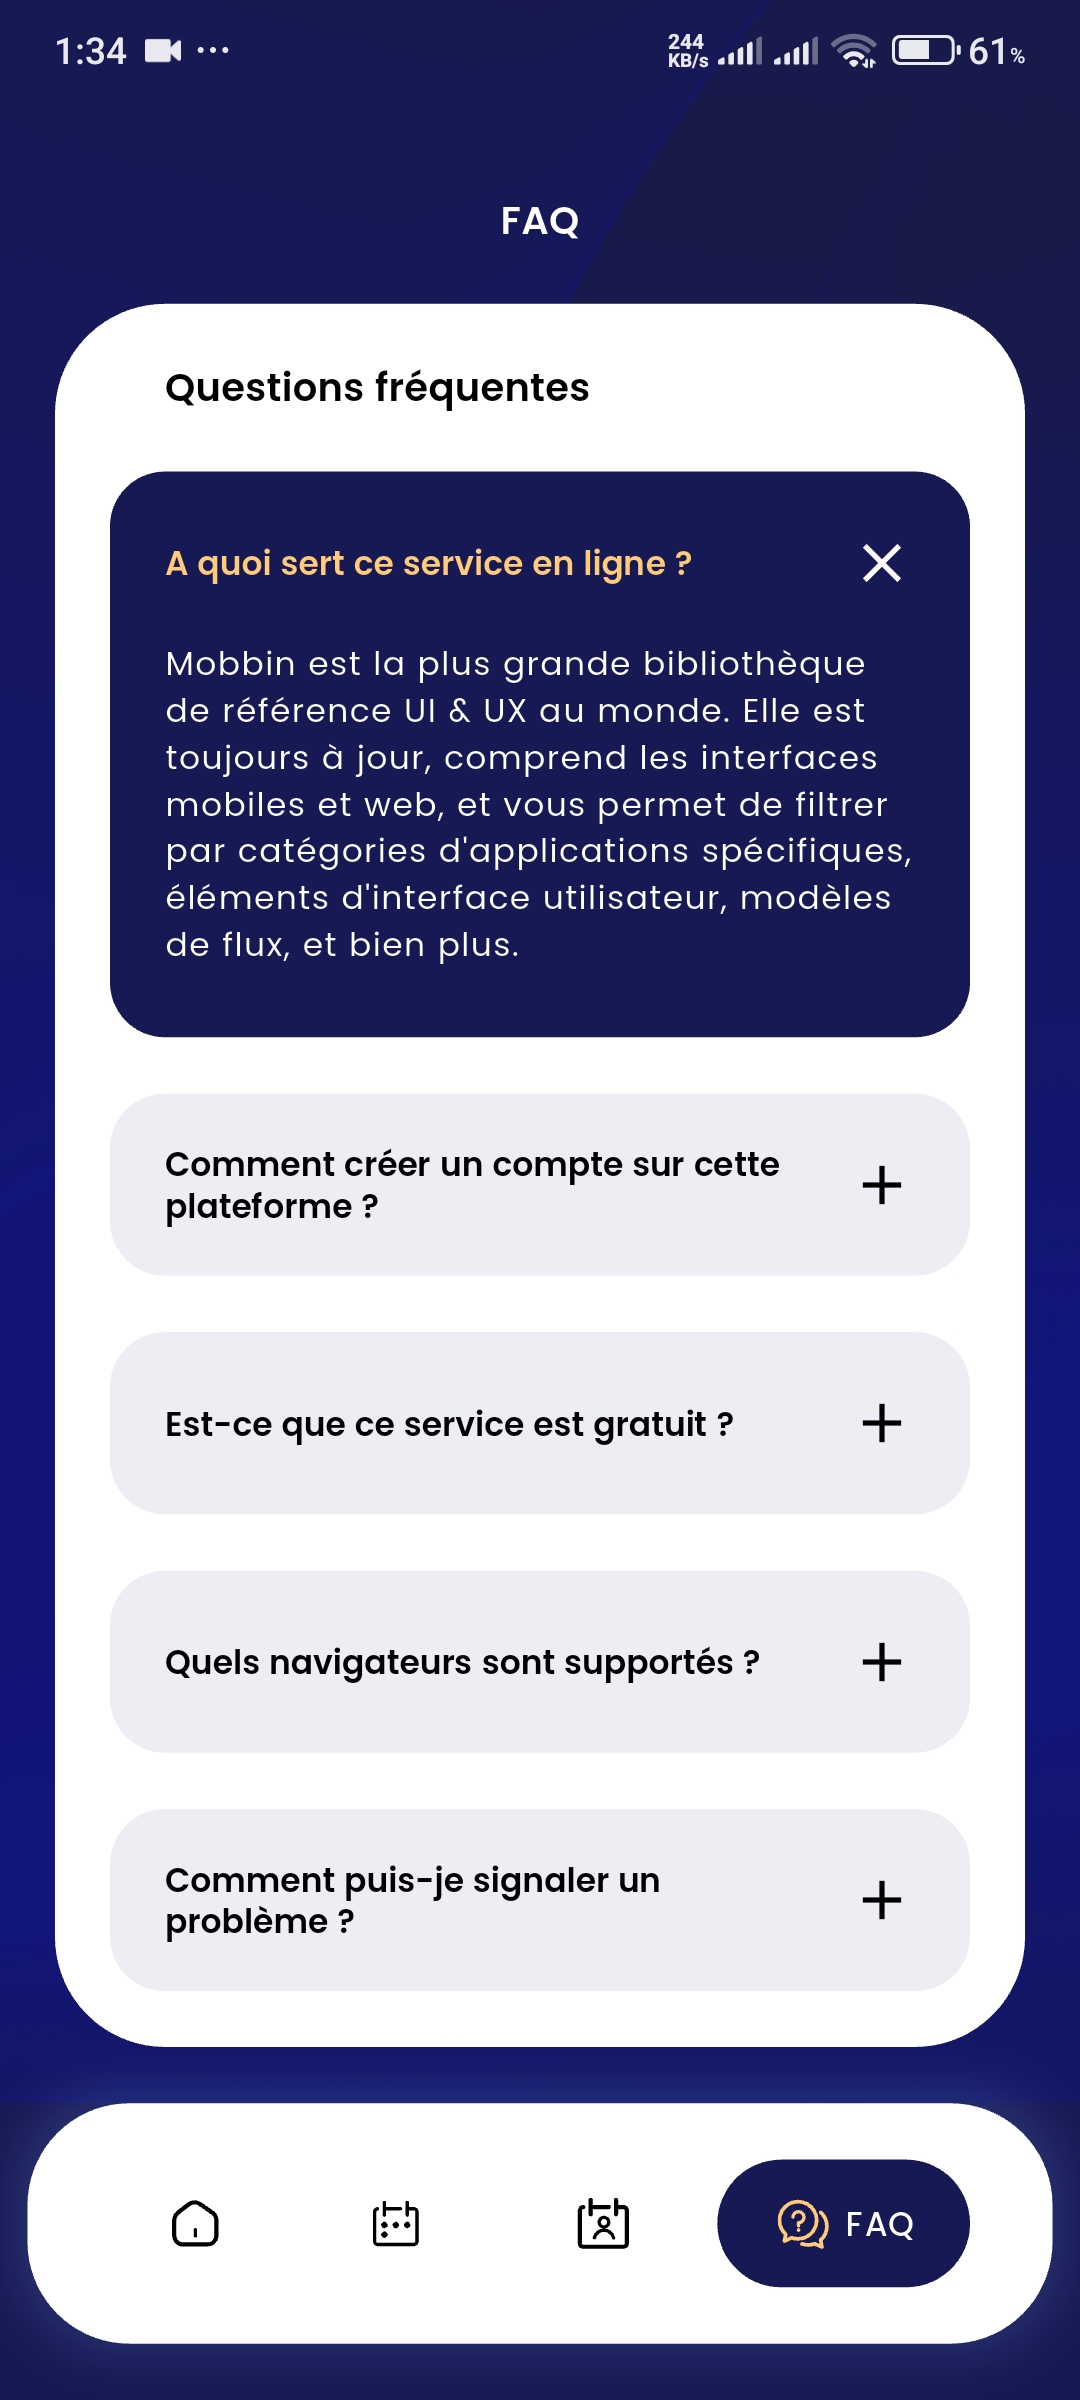 1:34
244
KB/s
61%
FAQ
Questions fréquentes
A quoi sert ce service en ligne ?
Mobbin est la plus grande bibliothèque
de référence UI & UX au monde. Elle est
toujours à jour, comprend les interfaces
mobiles et web, et vous permet de filtrer
par catégories d'applications spécifiques,
éléments d'interface utilisateur, modèles
de flux, et bien plus.
Comment créer un compte sur cette
plateforme ?
Est-ce que ce service est gratuit ?
Quels navigateurs sont supportés ?
Comment puis-je signaler un
problème ?
FAQ